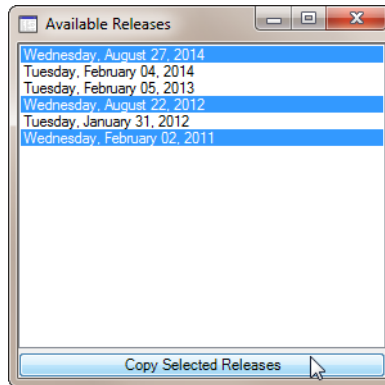 Available Releases
Wednesday, August 27, 2014
Tuesday, February 04, 2014
Tuesday, February 05, 2013
Wednesday, August 22, 2012
Tuesday, January 31, 2012
Wednesday, February 02, 2011
Copy Selected Releases